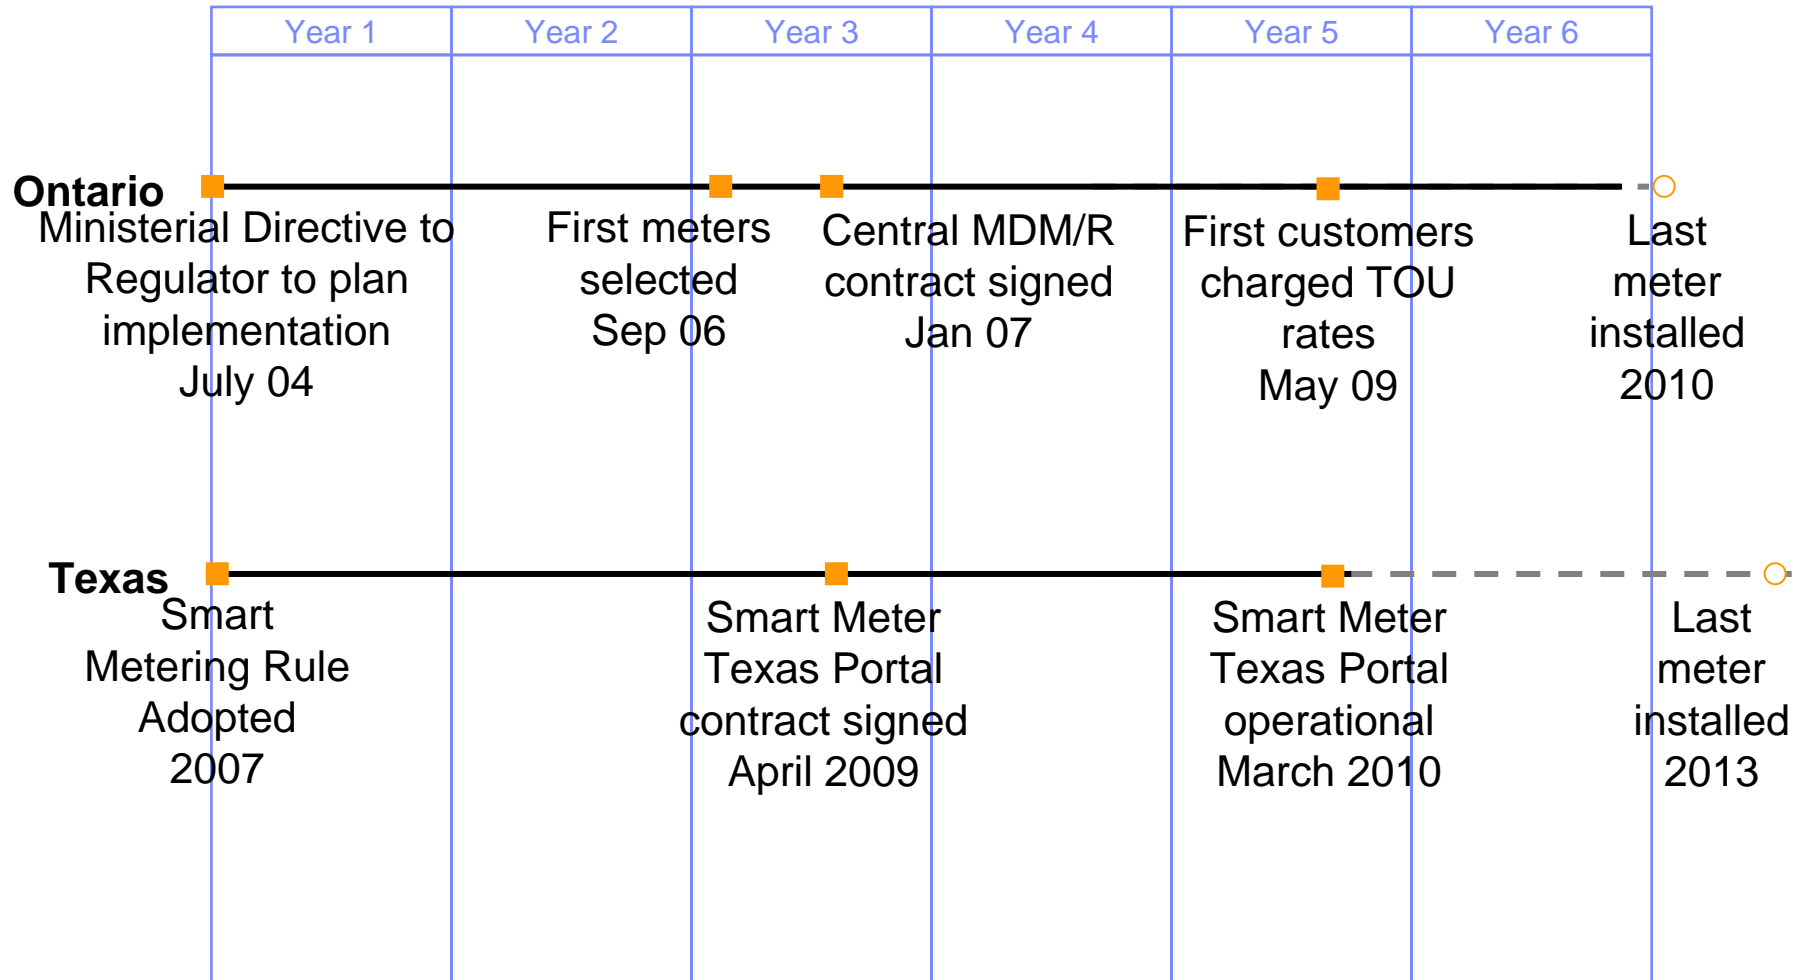 Year 1
Year 2
Year 3
Year 4
Year 5
Year 6
Ontario
Ministerial Directive to
Regulator to plan
implementation
July 04
First meters
selected
Sep 06
Central MDM/R
contract signed
Jan 07
First customers
charged TOU
rates
May 09
Last
meter
installed
2010
Texas
Smart
Metering Rule
Adopted
2007
Smart Meter
Texas Portal
contract signed
April 2009
Smart Meter
Texas Portal
operational
March 2010
Last
meter
installed
2013